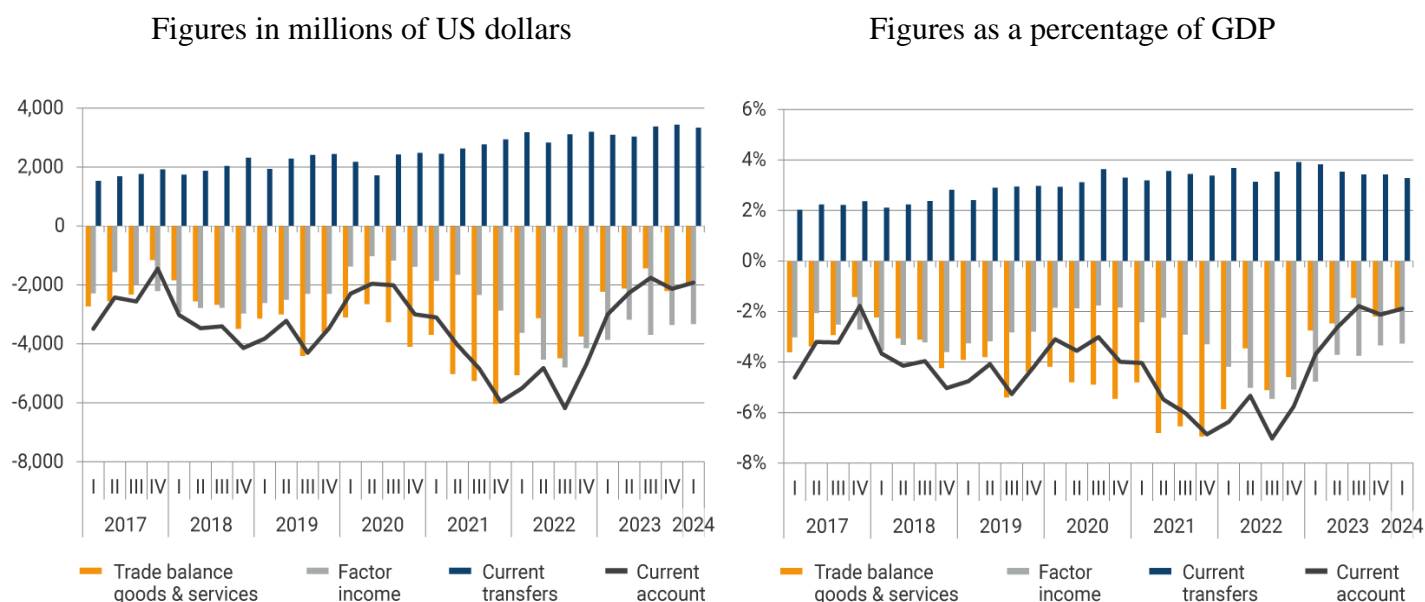 Figures in millions of US dollars
Figures as a percentage of GDP
4,000
2,000
0
-2,000
-4,000
-6,000
-8,000
I II III IV I II III IV I II III IV I II III IV I II III IV I II III IV I II III IV I
2017 2018 2019 2020 2021 2022 2023 2024
Trade balance goods & services
Factor income
Current transfers
Current account
6%
4%
2%
0%
-2%
-4%
-6%
-8%
I II III IV I II III IV I II III IV I II III IV I II III IV I II III IV I II III IV I
2017 2018 2019 2020 2021 2022 2023 2024
Trade balance goods & services
Factor income
Current transfers
Current account